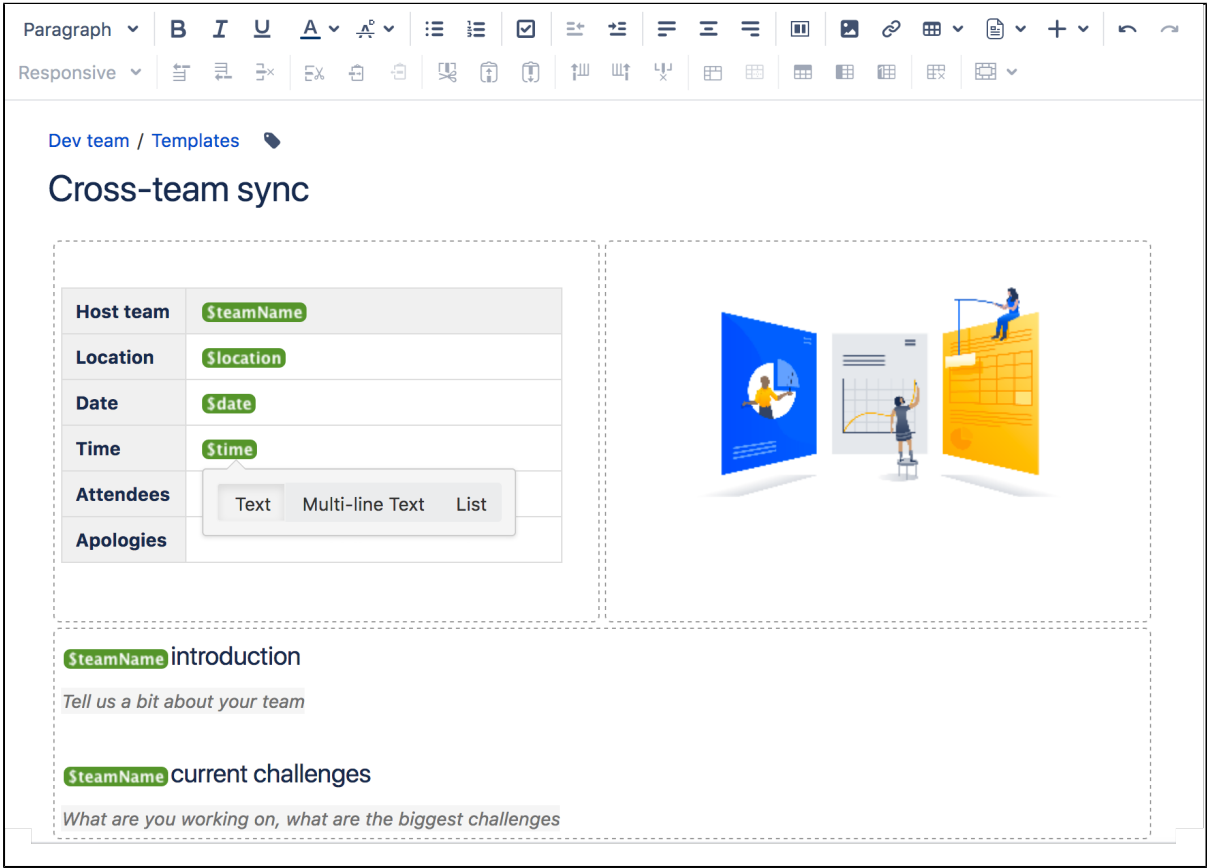 Paragraph B I U A A
Responsive
Dev team / Templates
Cross-team sync
Host team $teamName
Location $location
Date $date
Time $time
Attendees
Text Multi-line Text List
Apologies
$teamName introduction
Tell us a bit about your team
$teamName current challenges
What are you working on, what are the biggest challenges